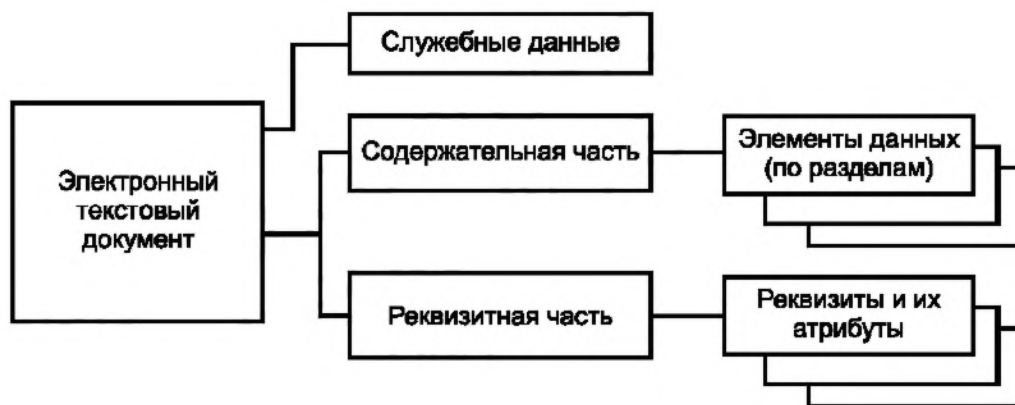 Служебные данные
Электронный
текстовый
документ
Содержательная часть
Элементы данных
(по разделам)
Реквизитная часть
Реквизиты и их
атрибуты